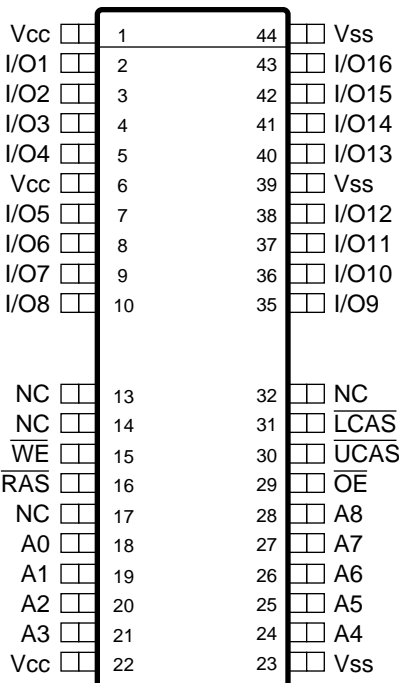 Vcc 1 44 Vss
I/O1 2 43 I/O16
I/O2 3 42 I/O15
I/O3 4 41 I/O14
I/O4 5 40 I/O13
Vcc 6 39 Vss
I/O5 7 38 I/O12
I/O6 8 37 I/O11
I/O7 9 36 I/O10
I/O8 10 35 I/O9
NC 13 32 NC
NC 14 31 LCAS
WE 15 30 UCAS
RAS 16 29 OE
NC 17 28 A8
A0 18 27 A7
A1 19 26 A6
A2 20 25 A5
A3 21 24 A4
Vcc 22 23 Vss